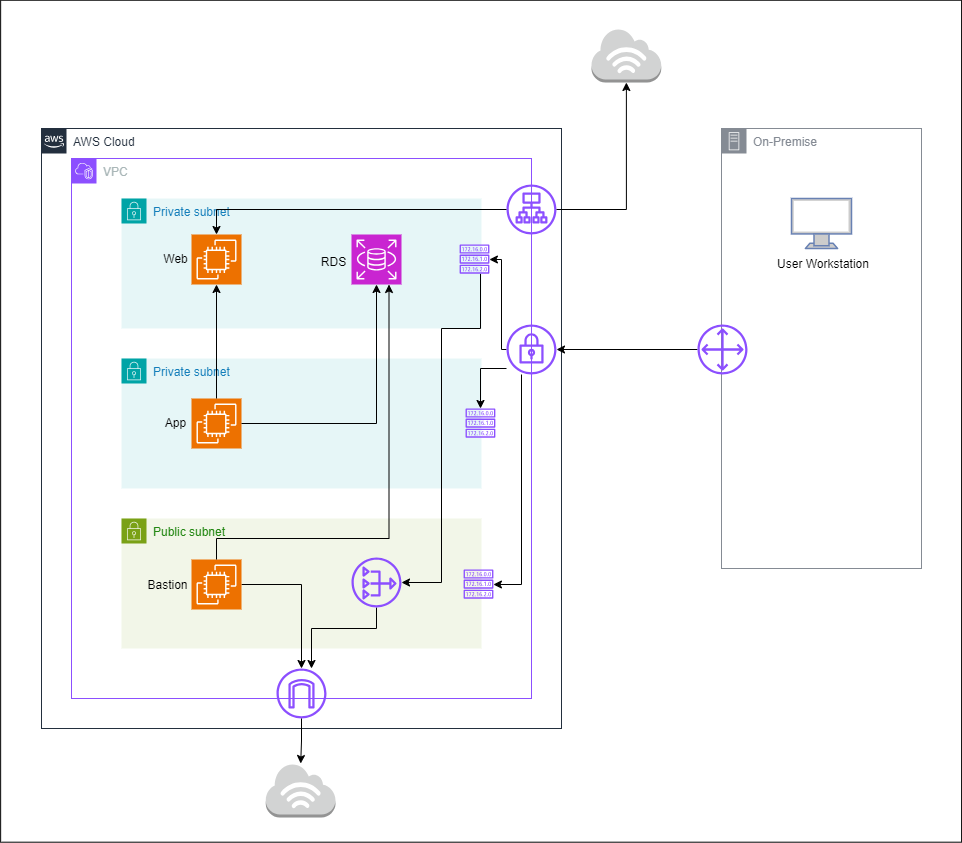 aws
AWS Cloud
On-Premise
VPC
Private subnet
Web
RDS
172.16.0.0
172.16.1.0
172.16.2.0
User Workstation
Private subnet
App
172.16.0.0
172.16.1.0
172.16.2.0
Public subnet
Bastion
172.16.0.0
172.16.1.0
172.16.2.0